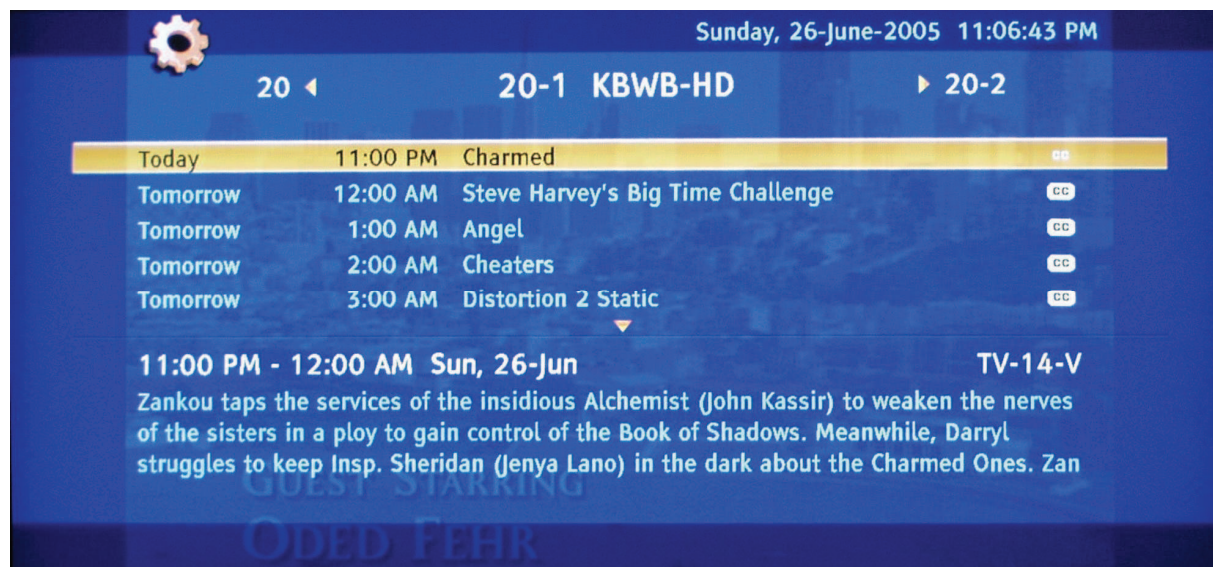 Sunday, 26-June-2005 11:06:43 PM
20 20-1 KBWB-HD 20-2
Today 11:00 PM Charmed CC
Tomorrow 12:00 AM Steve Harvey's Big Time Challenge CC
Tomorrow 1:00 AM Angel CC
Tomorrow 2:00 AM Cheaters CC
Tomorrow 3:00 AM Distortion 2 Static CC
11:00 PM - 12:00 AM Sun, 26-Jun TV-14-V
Zankou taps the services of the insidious Alchemist (John Kassir) to weaken the nerves
of the sisters in a ploy to gain control of the Book of Shadows. Meanwhile, Darryl
struggles to keep Insp. Sheridan (Jenya Lano) in the dark about the Charmed Ones. Zan
GUEST STARRING
ODED FEHR